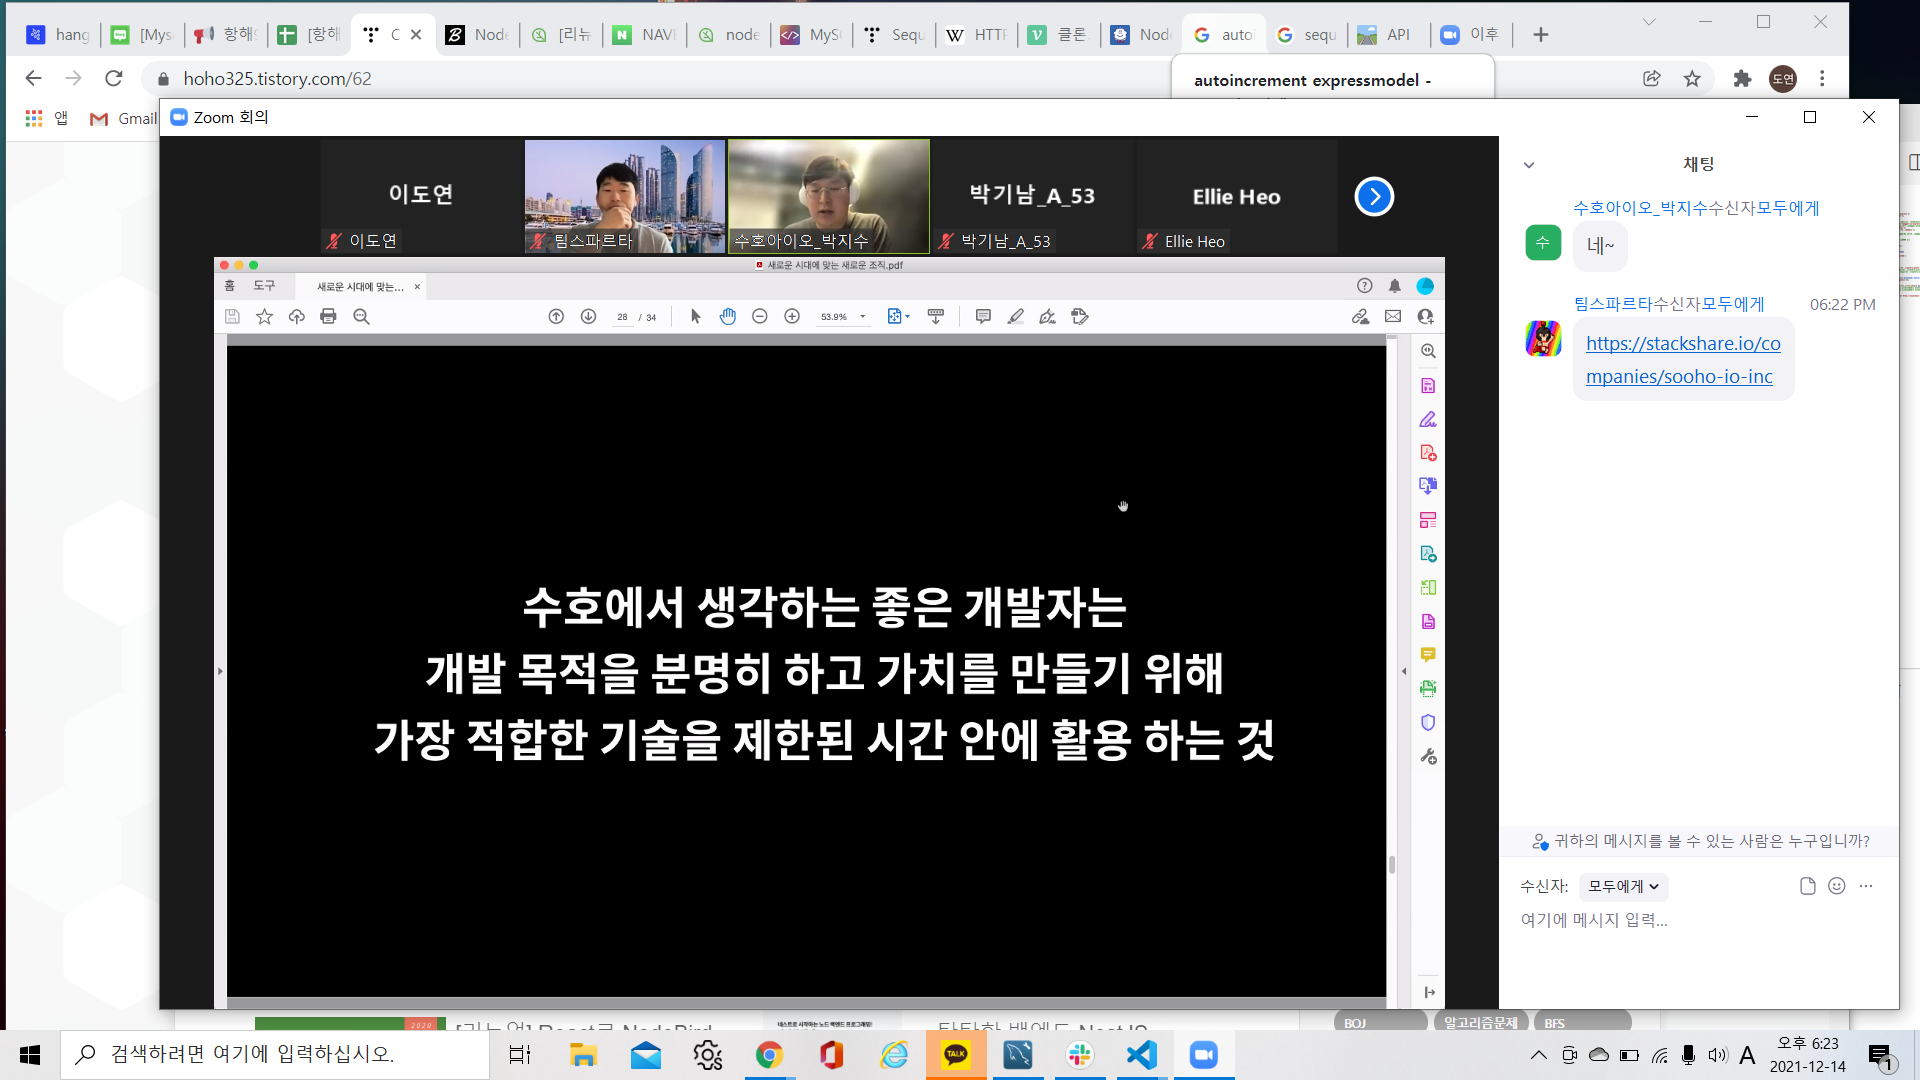 hang
[Mys
항해9
[항해
C
Node
[리뉴
NAVE
node
MySQ
Sequ
HTTP
클론
Node
autoi
sequ
API
이후
hoho325.tistory.com/62
autoincrement expressmodel -
도연
앱
Gmail
Zoom 회의
이도연
박기남_A_53
Ellie Heo
이도연
팀스파르타
수호아이오_박지수
박기남_A_53
Ellie Heo
새로운 시대에 맞는 새로운 조직.pdf
홈
도구
새로운 시대에 맞는...
28 / 34
53.9%
수호에서 생각하는 좋은 개발자는
개발 목적을 분명히 하고 가치를 만들기 위해
가장 적합한 기술을 제한된 시간 안에 활용 하는 것
채팅
수호아이오_박지수수신자모두에게
수
네~
팀스파르타수신자모두에게
06:22 PM
https://stackshare.io/co
mpanies/sooho-io-inc
귀하의 메시지를 볼 수 있는 사람은 누구입니까?
수신자:
모두에게
여기에 메시지 입력...
2020
BOJ
알고리즘문제
BFS
검색하려면 여기에 입력하십시오.
TALK
A
오후 6:23
2021-12-14
1